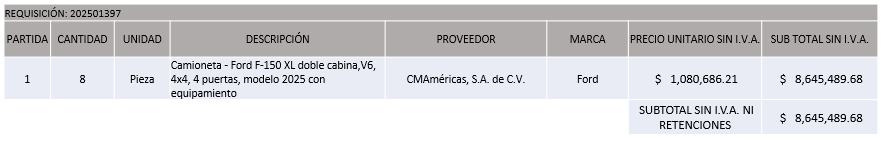 REQUISICIÓN: 202501397
PARTIDA CANTIDAD UNIDAD DESCRIPCIÓN PROVEEDOR MARCA PRECIO UNITARIO SIN I.V.A. SUB TOTAL SIN I.V.A.
1 8 Pieza Camioneta - Ford F-150 XL doble cabina,V6,
4x4, 4 puertas, modelo 2025 con
equipamiento
CMAméricas, S.A. de C.V. Ford $ 1,080,686.21 $ 8,645,489.68
SUBTOTAL SIN I.V.A. NI
RETENCIONES
$ 8,645,489.68